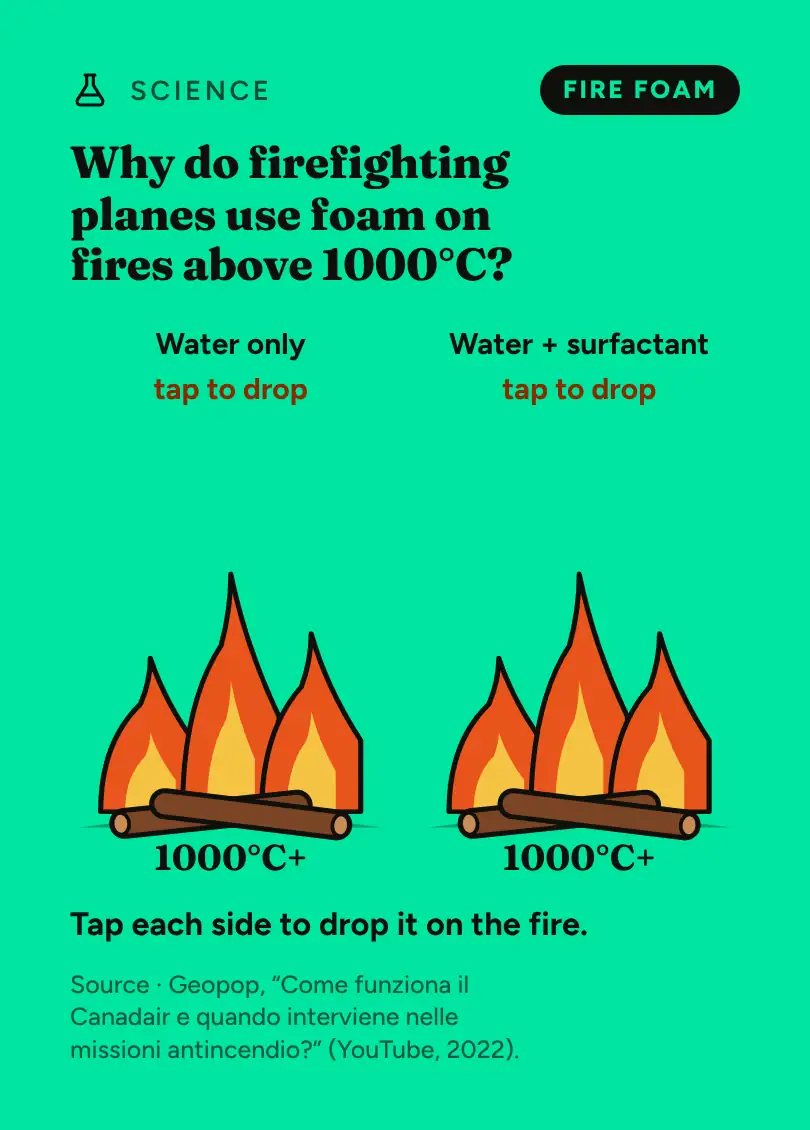 SCIENCE
FIRE FOAM
Why do firefighting
planes use foam on
fires above 1000°C?
Water only
tap to drop
Water + surfactant
tap to drop
1000°C+
1000°C+
Tap each side to drop it on the fire.
Source · Geopop, “Come funziona il
Canadair e quando interviene nelle
missioni antincendio?” (YouTube, 2022).